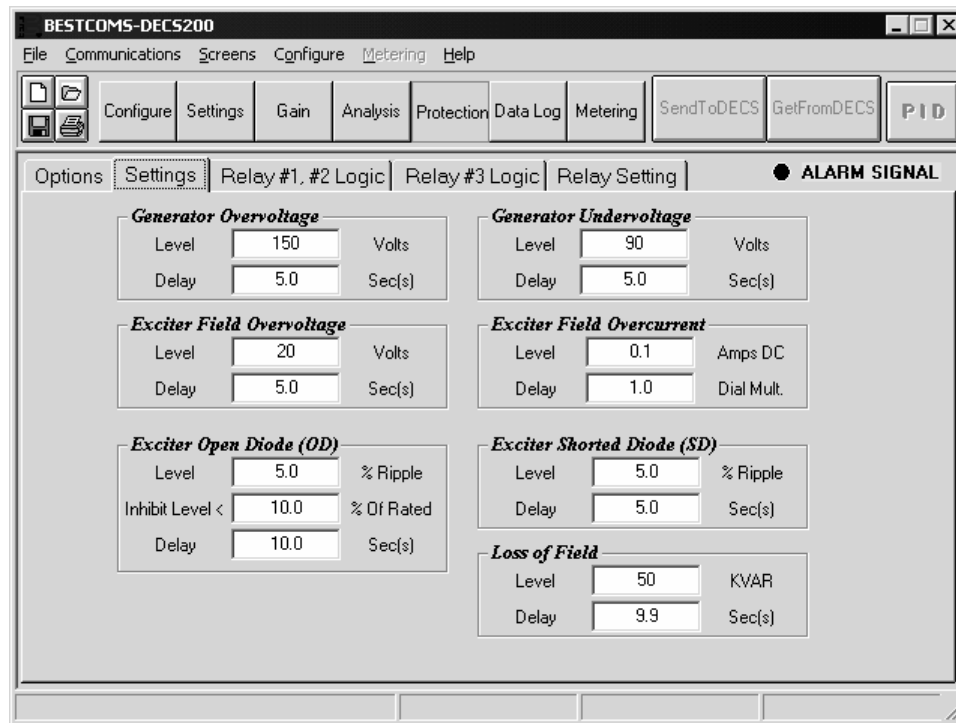 BESTCOMS-DECS200
File Communications Screens Configure Metering Help
Configure Settings Gain Analysis Protection Data Log Metering SendToDECS GetFromDECS PID
Options Settings Relay #1, #2 Logic Relay #3 Logic Relay Setting ALARM SIGNAL
Generator Overvoltage
Level 150 Volts
Delay 5.0 Sec(s)
Generator Undervoltage
Level 90 Volts
Delay 5.0 Sec(s)
Exciter Field Overvoltage
Level 20 Volts
Delay 5.0 Sec(s)
Exciter Field Overcurrent
Level 0.1 Amps DC
Delay 1.0 Dial Mult.
Exciter Open Diode (OD)
Level 5.0 % Ripple
Inhibit Level < 10.0 % Of Rated
Delay 10.0 Sec(s)
Exciter Shorted Diode (SD)
Level 5.0 % Ripple
Delay 5.0 Sec(s)
Loss of Field
Level 50 KVAR
Delay 9.9 Sec(s)